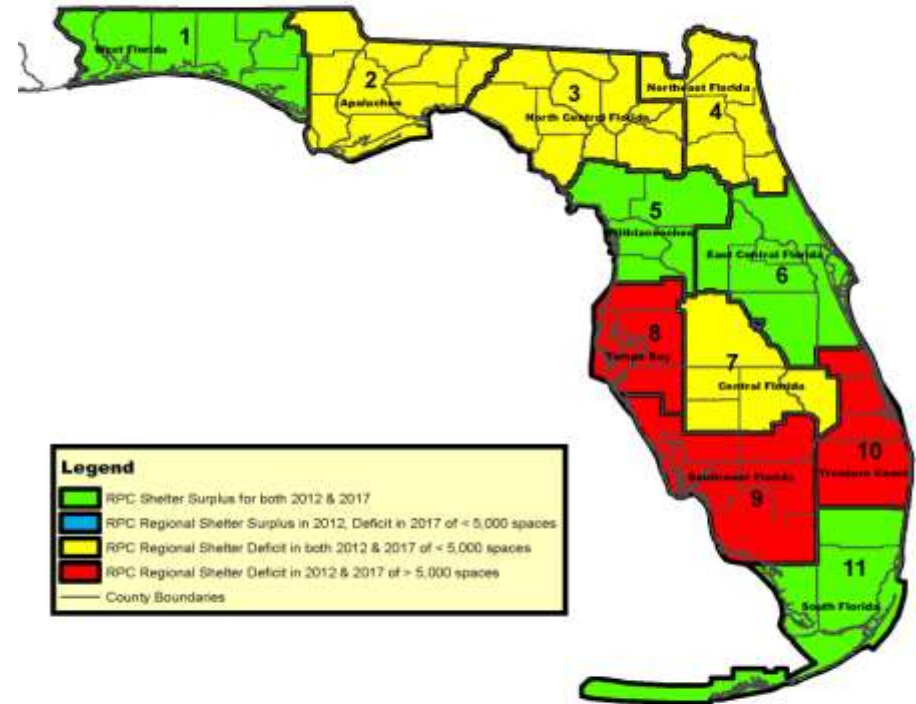 1
West Florida
2
Apalachee
3
North Central Florida
Northeast Florida
4
5
Withlacoochee
East Central Florida
6
8
Tampa Bay
7
Central Florida
10
Treasure Coast
Southwest Florida
9
11
South Florida
Legend
RPC Shelter Surplus for both 2012 & 2017
RPC Regional Shelter Surplus in 2012, Deficit in 2017 of < 5,000 spaces
RPC Regional Shelter Deficit in both 2012 & 2017 of < 5,000 spaces
RPC Regional Shelter Deficit in 2012 & 2017 of > 5,000 spaces
County Boundaries